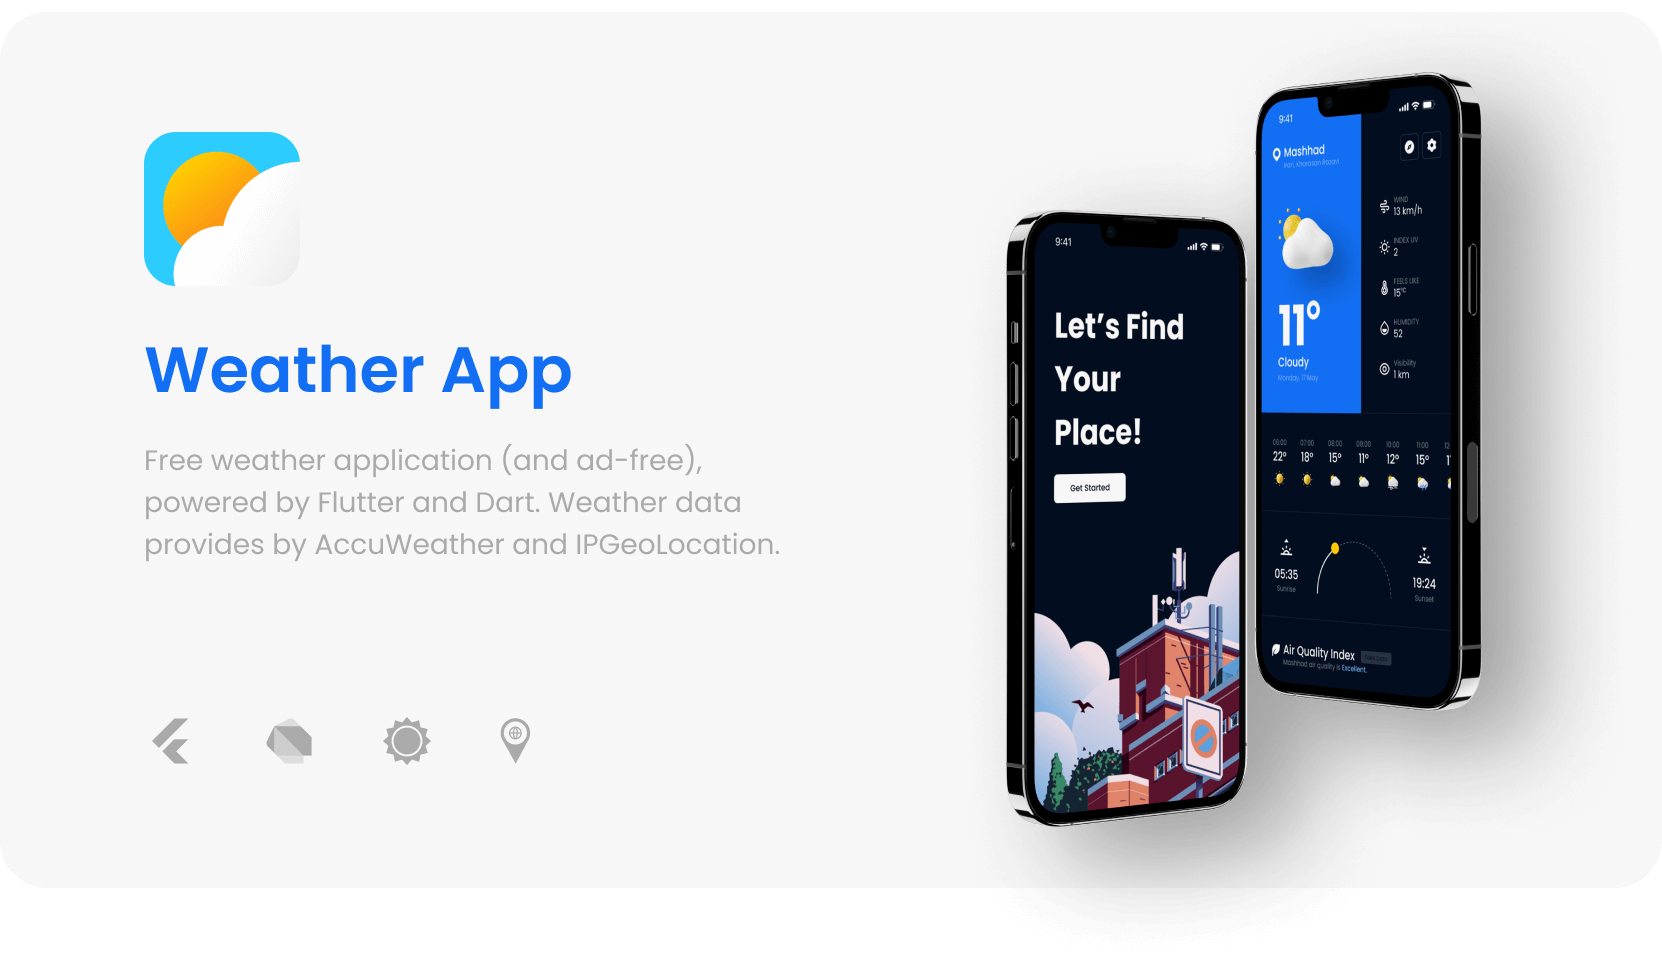 Weather App
Free weather application (and ad-free),
powered by Flutter and Dart. Weather data
provides by AccuWeather and IPGeoLocation.
9:41
Let's Find
Your
Place!
Get Started
9:41
Mashhad
Iran, Khorasan Razavi
11°
Cloudy
Monday, 17 May
WIND
13 km/h
INDEX UV
2
FEELS LIKE
15°C
HUMIDITY
52
Visibility
1 km
06:00 07:00 08:00 09:00 10:00 11:00 12
22° 18° 15° 11° 12° 15° 1
05:35
Sunrise
19:24
Sunset
Air Quality Index
Mashhad air quality is Excellent.